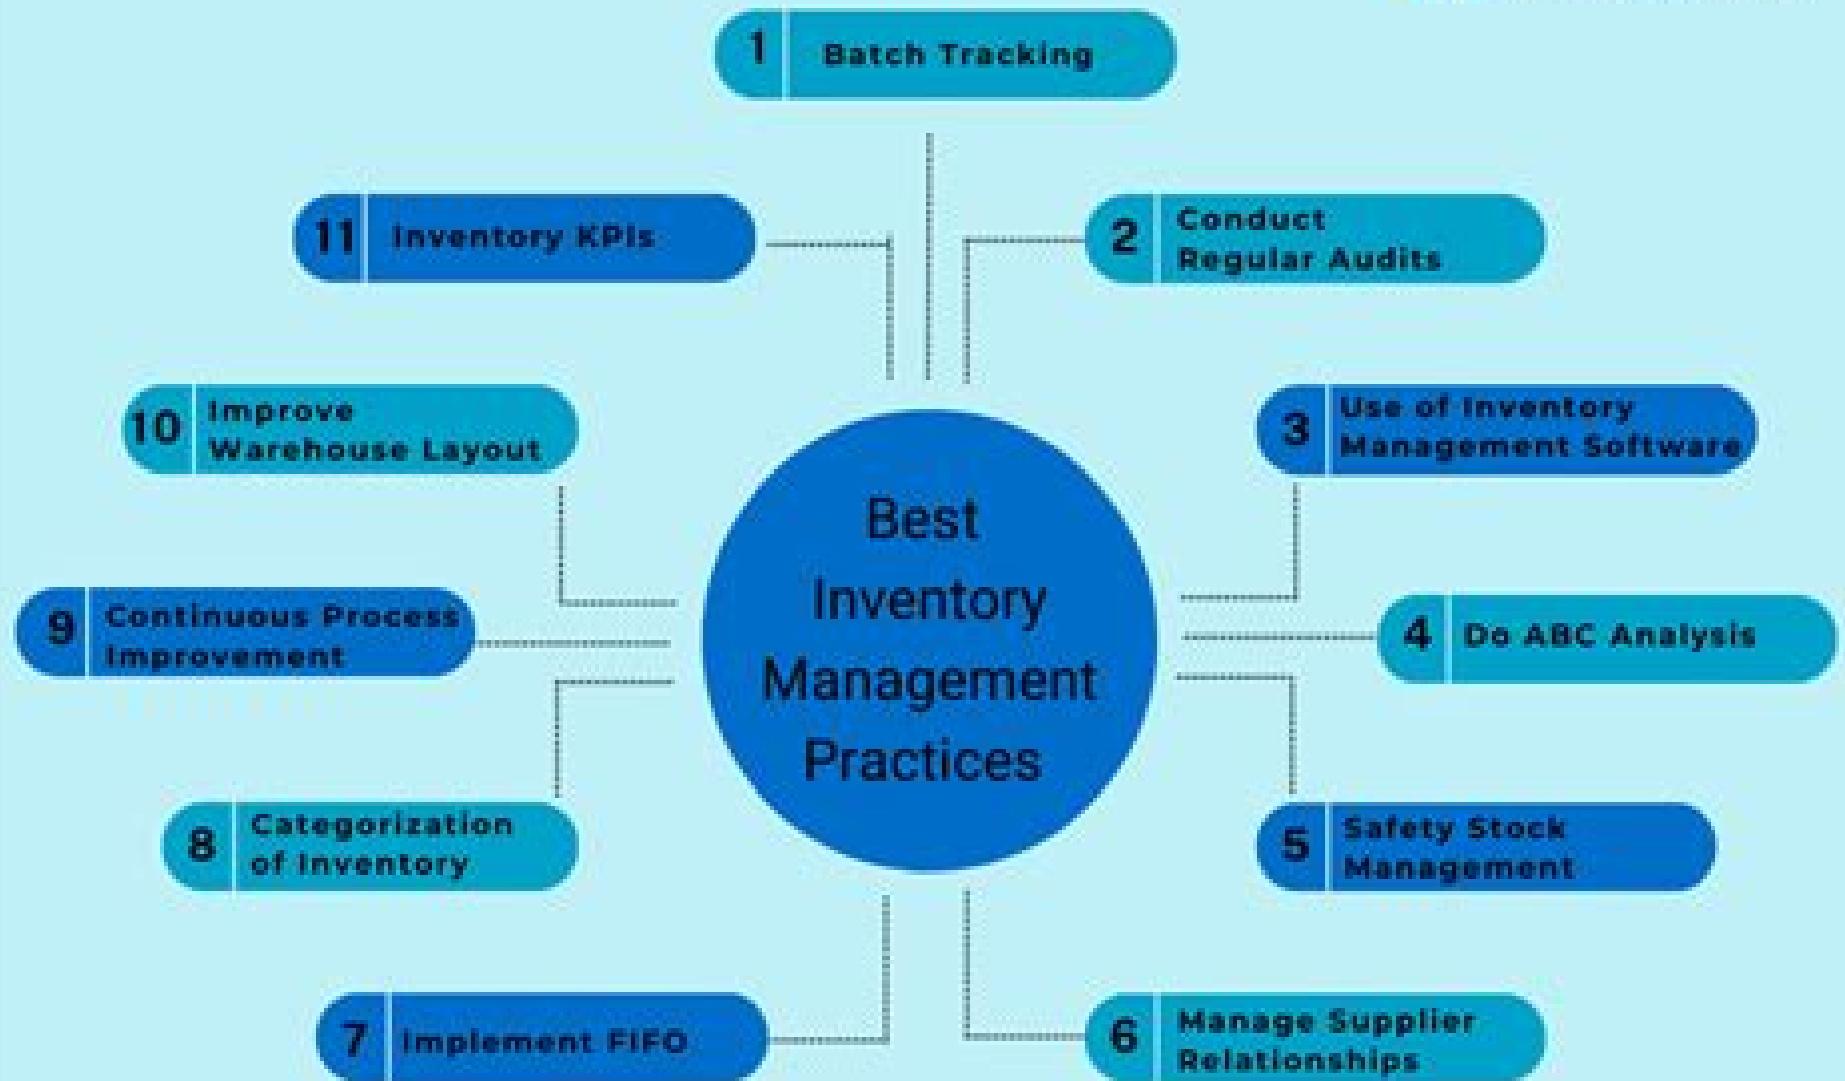 1 Batch Tracking
2 Conduct
Regular Audits
3 Use of Inventory
Management Software
4 Do ABC Analysis
5 Safety Stock
Management
6 Manage Supplier
Relationships
7 Implement FIFO
8 Categorization
of Inventory
9 Continuous Process
Improvement
10 Improve
Warehouse Layout
11 Inventory KPIs
Best
Inventory
Management
Practices